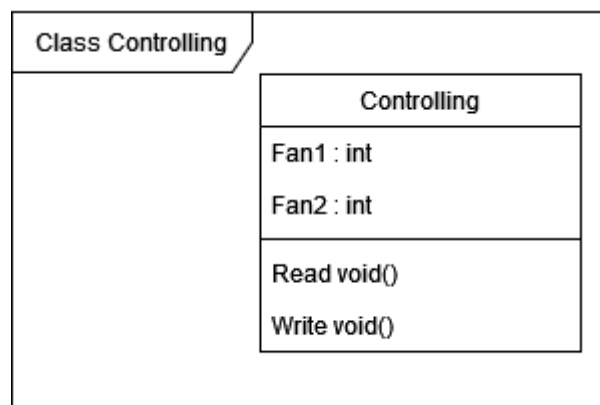 Class Controlling
Controlling
Fan1 : int
Fan2 : int
Read void()
Write void()